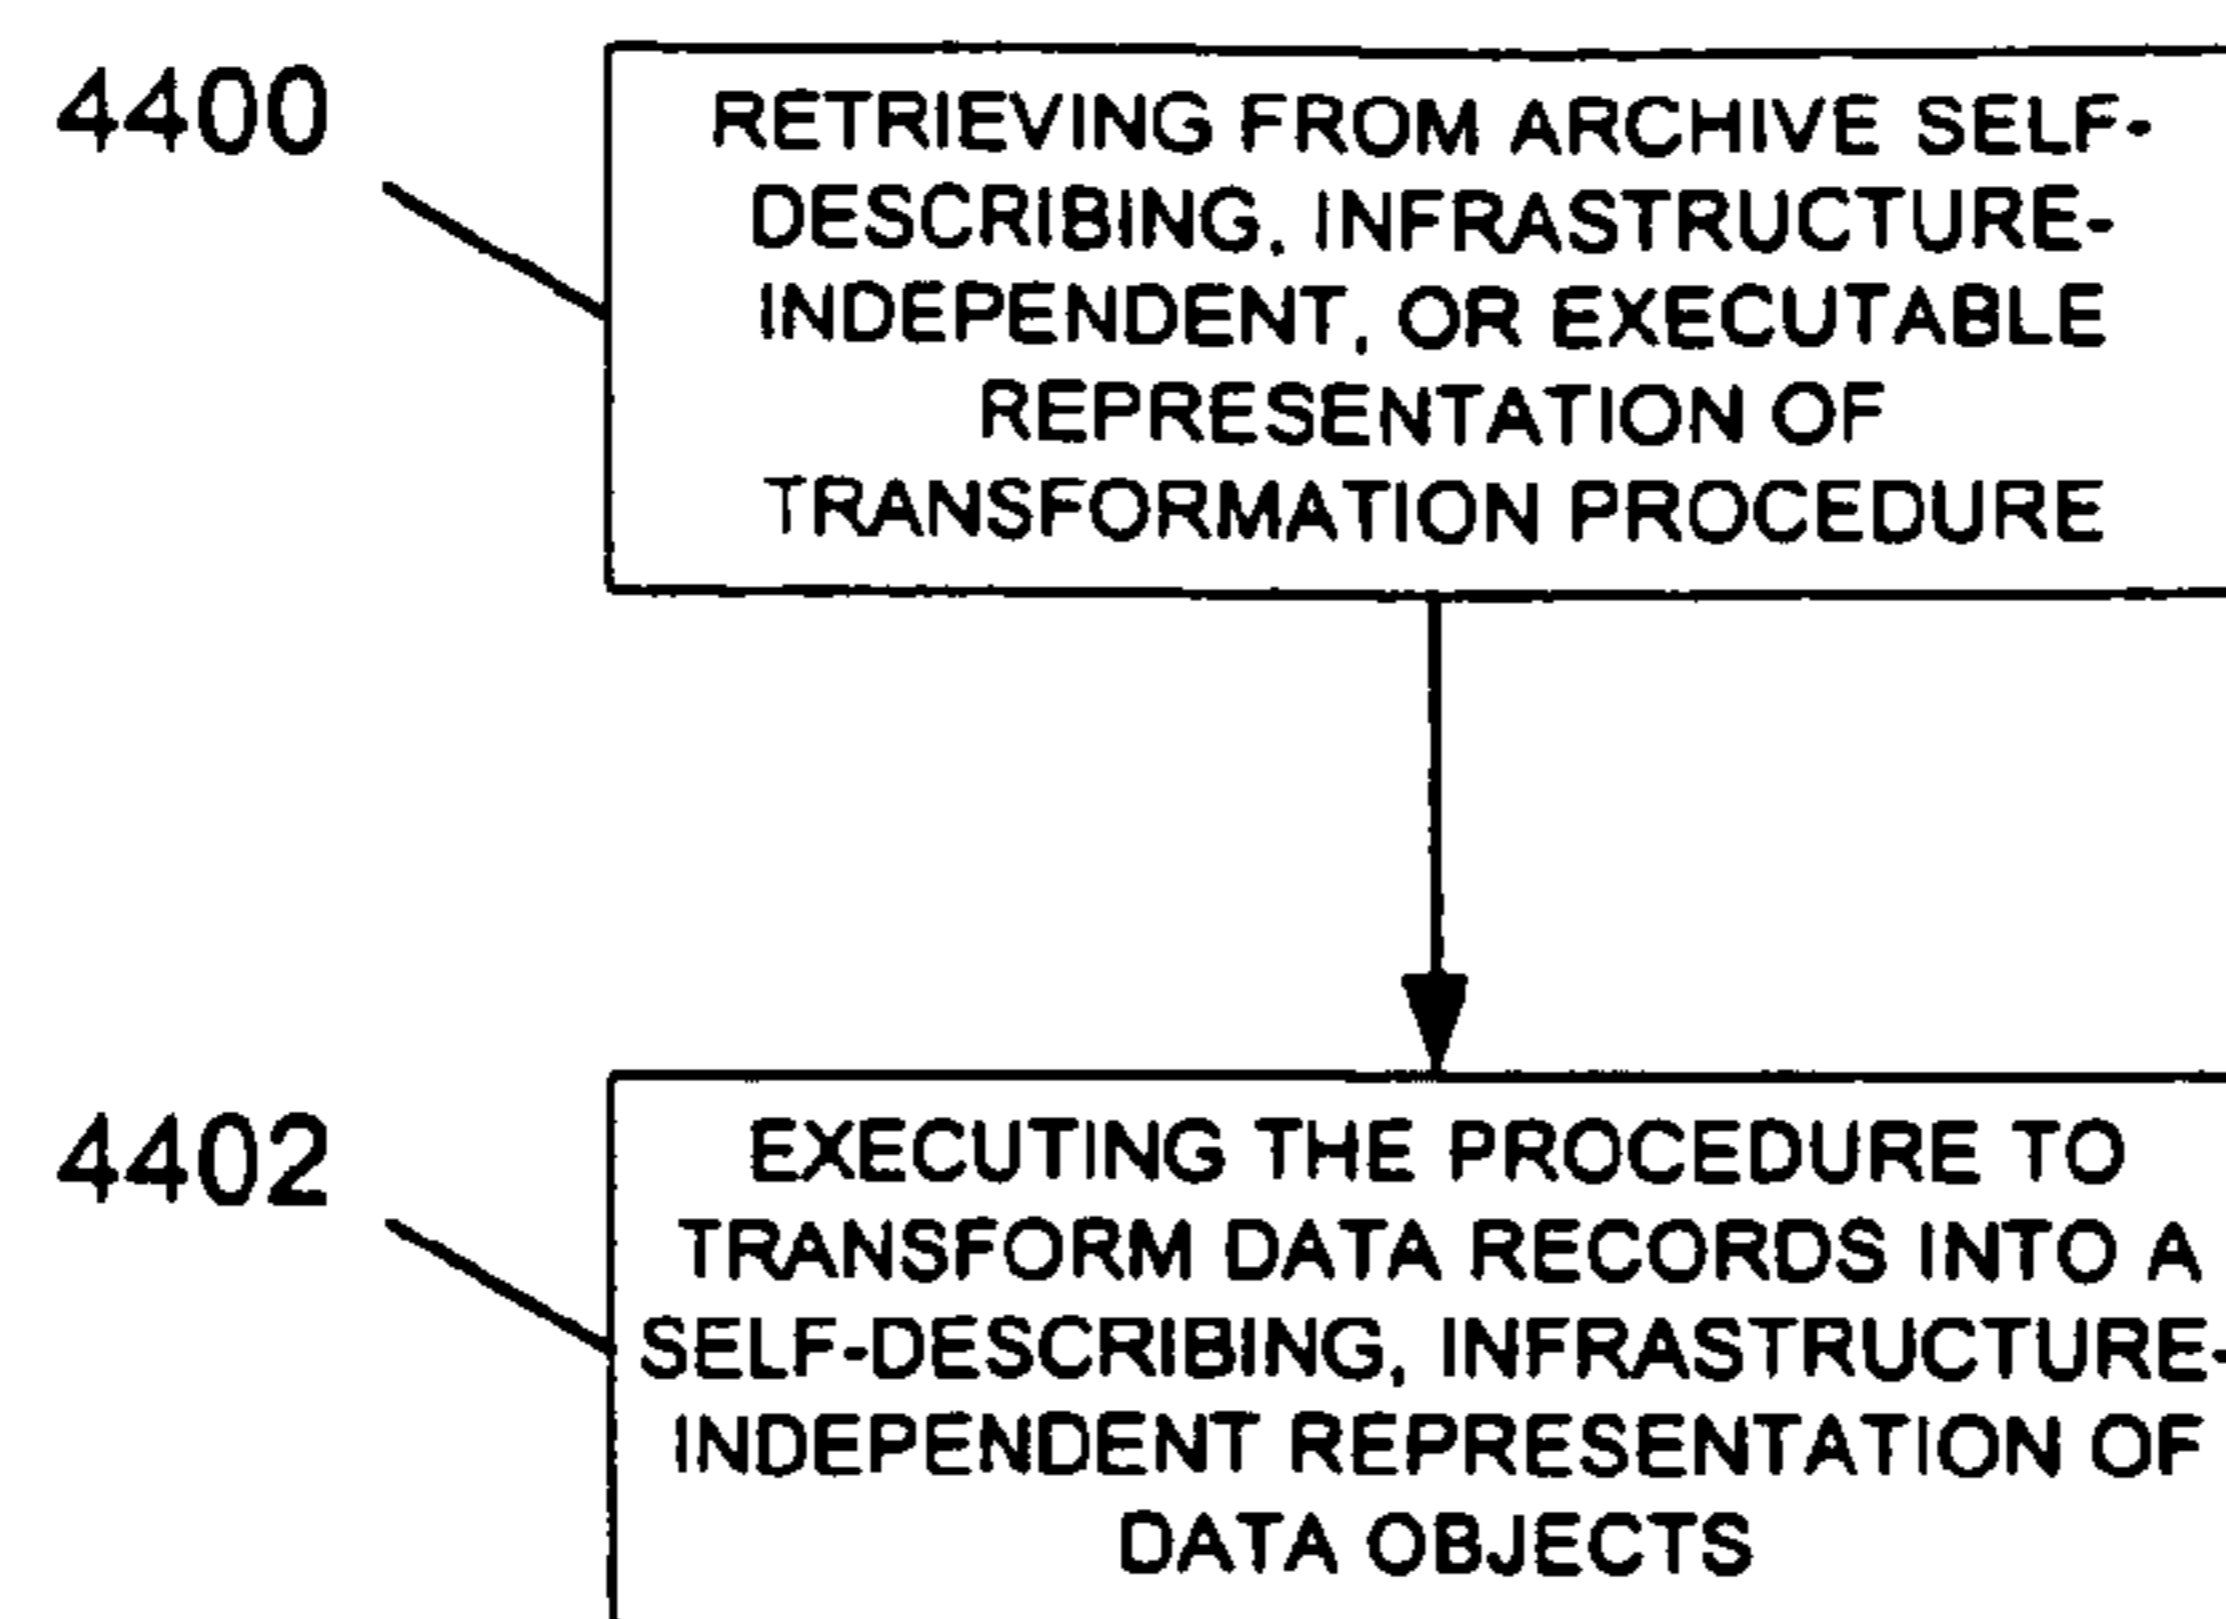 4400
RETRIEVING FROM ARCHIVE SELF-
DESCRIBING, INFRASTRUCTURE-
INDEPENDENT, OR EXECUTABLE
REPRESENTATION OF
TRANSFORMATION PROCEDURE
4402
EXECUTING THE PROCEDURE TO
TRANSFORM DATA RECORDS INTO A
SELF-DESCRIBING, INFRASTRUCTURE-
INDEPENDENT REPRESENTATION OF
DATA OBJECTS